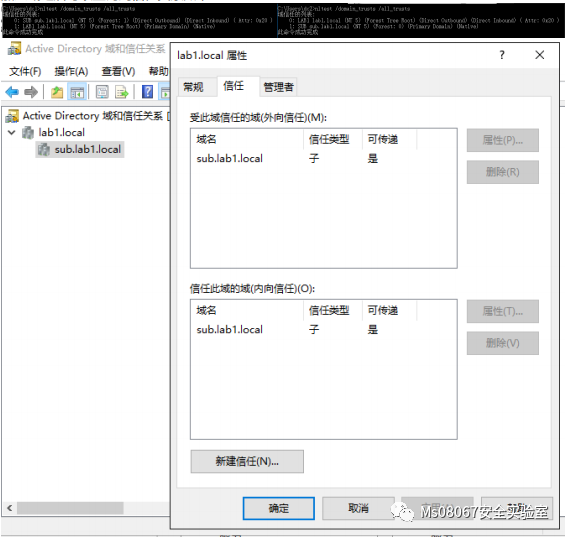 C:\dc1>nltest /domain_trusts /all_trusts
域信任的列表:
0: SUB sub.lab1.local (NT 5) (Forest: 1) (Direct Outbound) (Direct Inbound) ( Attr: 0x20 )
1: LAB1 lab1.local (NT 5) (Forest Tree Root) (Primary Domain) (Native)
此命令成功完成
C:\dc2>nltest /domain_trusts /all_trusts
域信任的列表:
0: LAB1 lab1.local (NT 5) (Forest Tree Root) (Direct Outbound) (Direct Inbound) ( Attr: 0x20 )
1: SUB sub.lab1.local (NT 5) (Forest: 0) (Primary Domain) (Native)
此命令成功完成
Active Directory 域和信任关系
文件(F) 操作(A) 查看(V) 帮助
Active Directory 域和信任关系 [
lab1.local
sub.lab1.local
lab1.local 属性
? ×
常规 信任 管理者
受此域信任的域(外向信任)(M):
域名 信任类型 可传递
sub.lab1.local 子 是
属性(P)...
删除(R)
信任此域的域(内向信任)(O):
域名 信任类型 可传递
sub.lab1.local 子 是
属性(T)...
删除(V)
新建信任(N)...
确定 取消
Ms08067安全实验室